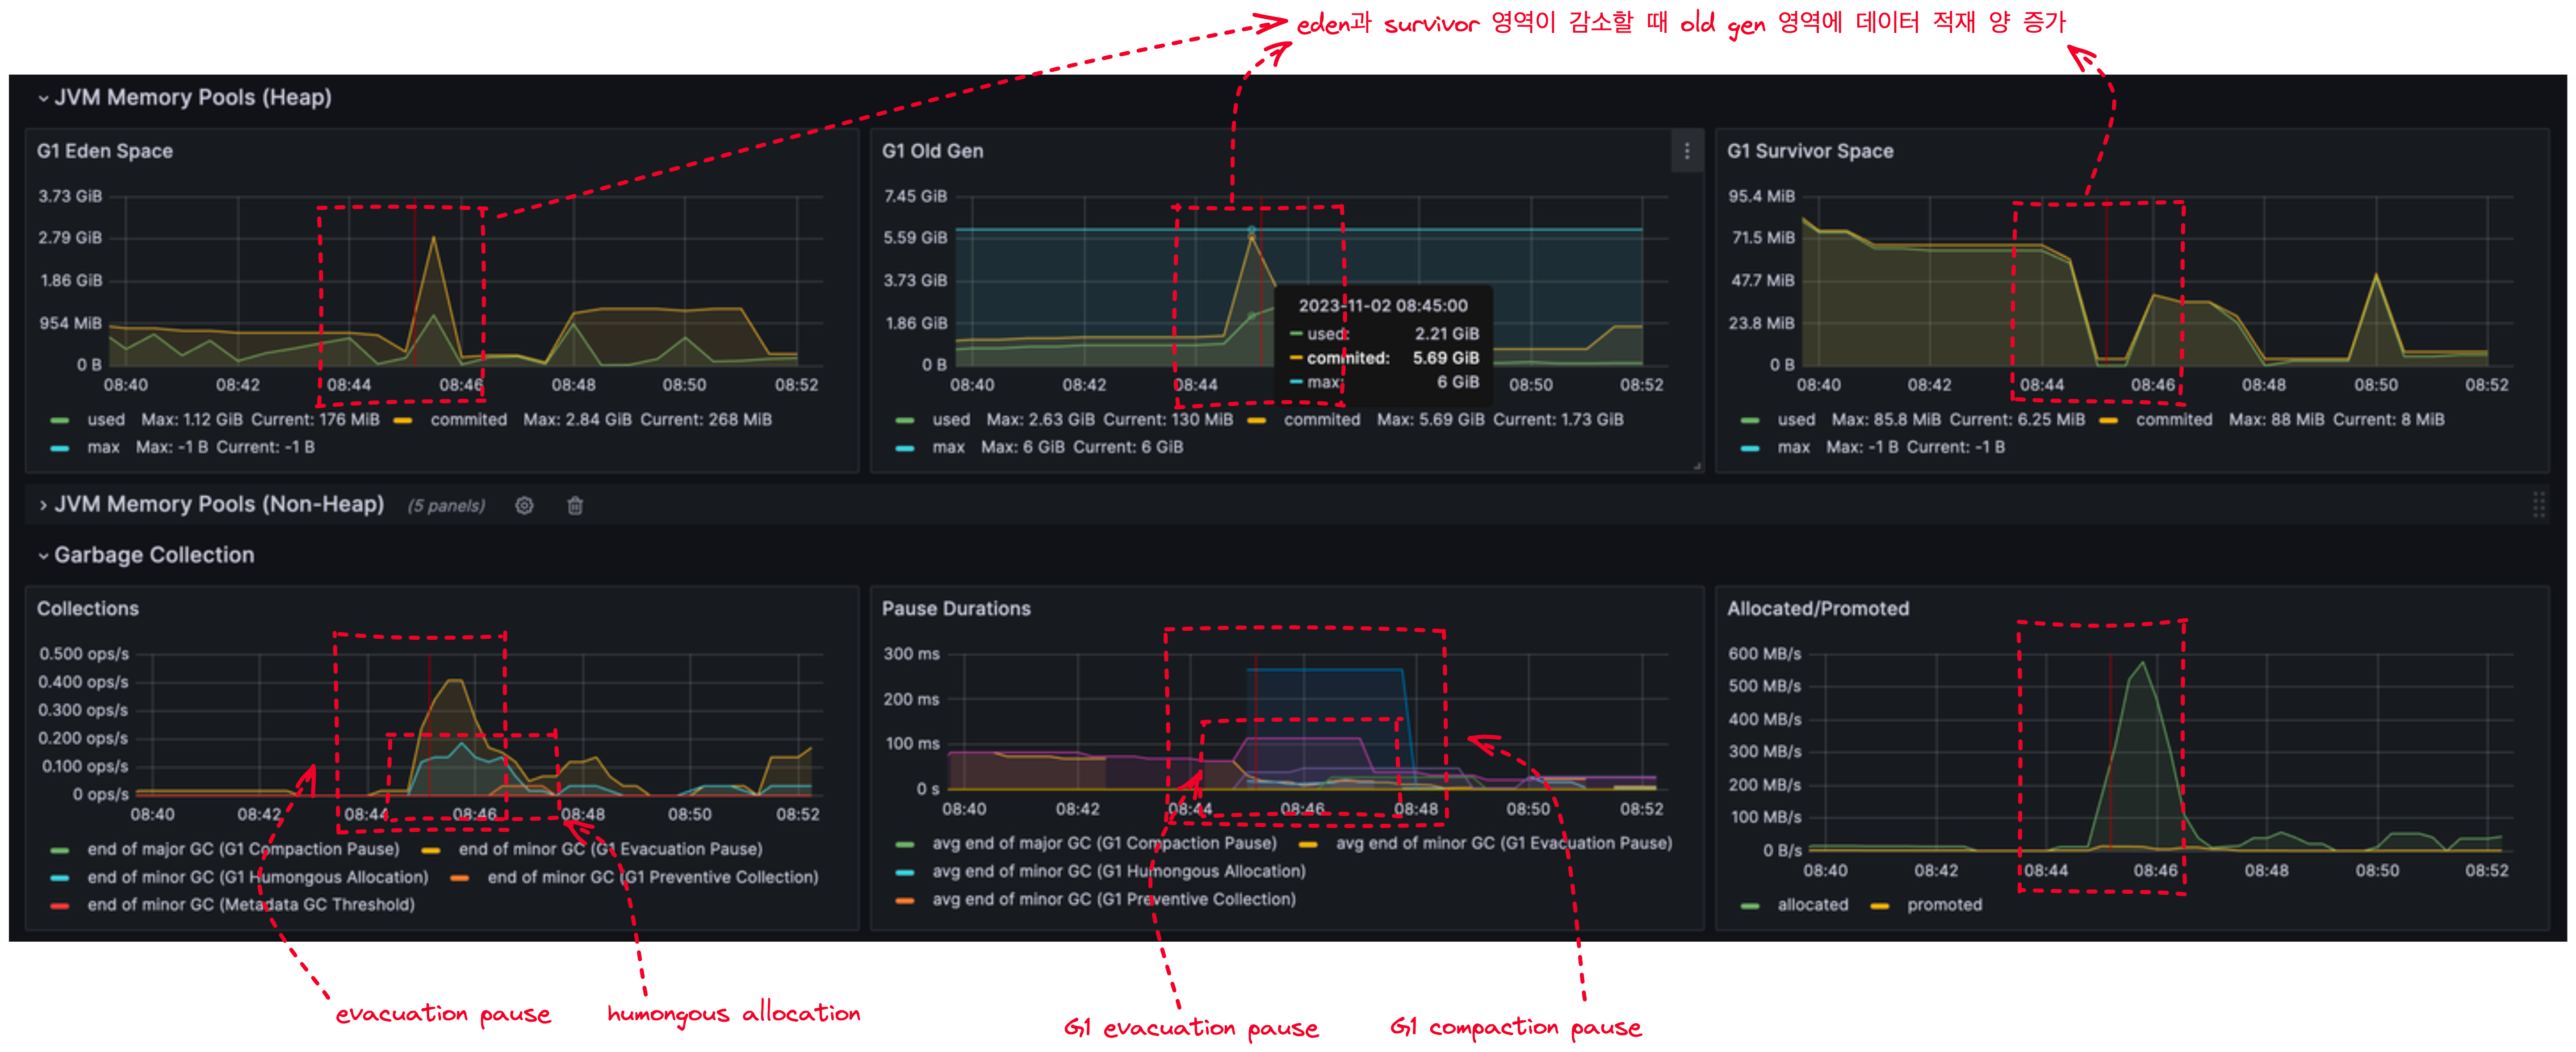 eden과 survivor 영역이 감소할 때 old gen 영역에 데이터 적재 양 증가
JVM Memory Pools (Heap)
G1 Eden Space
3.73 GiB
2.79 GiB
1.86 GiB
954 MiB
0 B
08:40 08:42 08:44 08:46 08:48 08:50 08:52
used Max: 1.12 GiB Current: 176 MiB commited Max: 2.84 GiB Current: 268 MiB
max Max: -1 B Current: -1 B
G1 Old Gen
7.45 GiB
5.59 GiB
3.73 GiB
1.86 GiB
0 B
08:40 08:42 08:44 08:50 08:52
2023-11-02 08:45:00
used: 2.21 GiB
commited: 5.69 GiB
max: 6 GiB
used Max: 2.63 GiB Current: 130 MiB commited Max: 5.69 GiB Current: 1.73 GiB
max Max: 6 GiB Current: 6 GiB
G1 Survivor Space
95.4 MiB
71.5 MiB
47.7 MiB
23.8 MiB
0 B
08:40 08:42 08:44 08:46 08:48 08:50 08:52
used Max: 85.8 MiB Current: 6.25 MiB commited Max: 88 MiB Current: 8 MiB
max Max: -1 B Current: -1 B
JVM Memory Pools (Non-Heap) (5 panels)
Garbage Collection
Collections
0.500 ops/s
0.400 ops/s
0.300 ops/s
0.200 ops/s
0.100 ops/s
0 ops/s
08:40 08:42 08:44 08:46 08:48 08:50 08:52
end of major GC (G1 Compaction Pause) end of minor GC (G1 Evacuation Pause)
end of minor GC (G1 Humongous Allocation) end of minor GC (G1 Preventive Collection)
end of minor GC (Metadata GC Threshold)
Pause Durations
300 ms
200 ms
100 ms
0 s
08:40 08:42 08:44 08:46 08:48 08:50 08:52
avg end of major GC (G1 Compaction Pause) avg end of minor GC (G1 Evacuation Pause)
avg end of minor GC (G1 Humongous Allocation)
avg end of minor GC (G1 Preventive Collection)
Allocated/Promoted
600 MB/s
500 MB/s
400 MB/s
300 MB/s
200 MB/s
100 MB/s
0 B/s
08:40 08:42 08:44 08:46 08:48 08:50 08:52
allocated promoted
evacuation pause
humongous allocation
G1 evacuation pause
G1 compaction pause